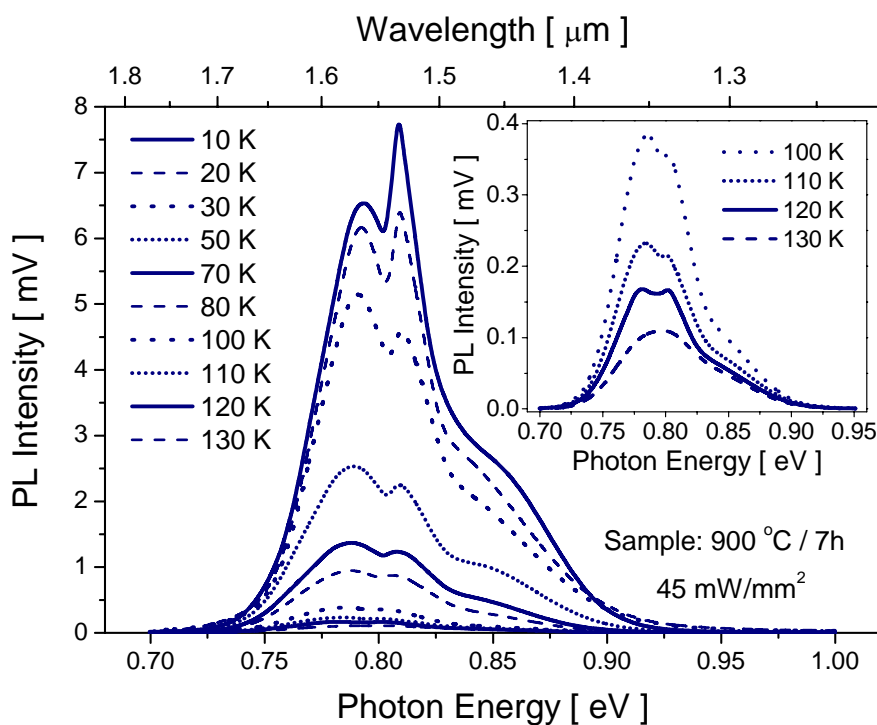 Wavelength [ μm ]
1.8 1.7 1.6 1.5 1.4 1.3
PL Intensity [ mV ]
8
7
6
5
4
3
2
1
0
10 K
20 K
30 K
50 K
70 K
80 K
100 K
110 K
120 K
130 K
PL Intensity [ mV ]
0.4
0.3
0.2
0.1
0.0
100 K
110 K
120 K
130 K
0.70 0.75 0.80 0.85 0.90 0.95
Photon Energy [ eV ]
Sample: 900 °C / 7h
45 mW/mm²
0.70 0.75 0.80 0.85 0.90 0.95 1.00
Photon Energy [ eV ]